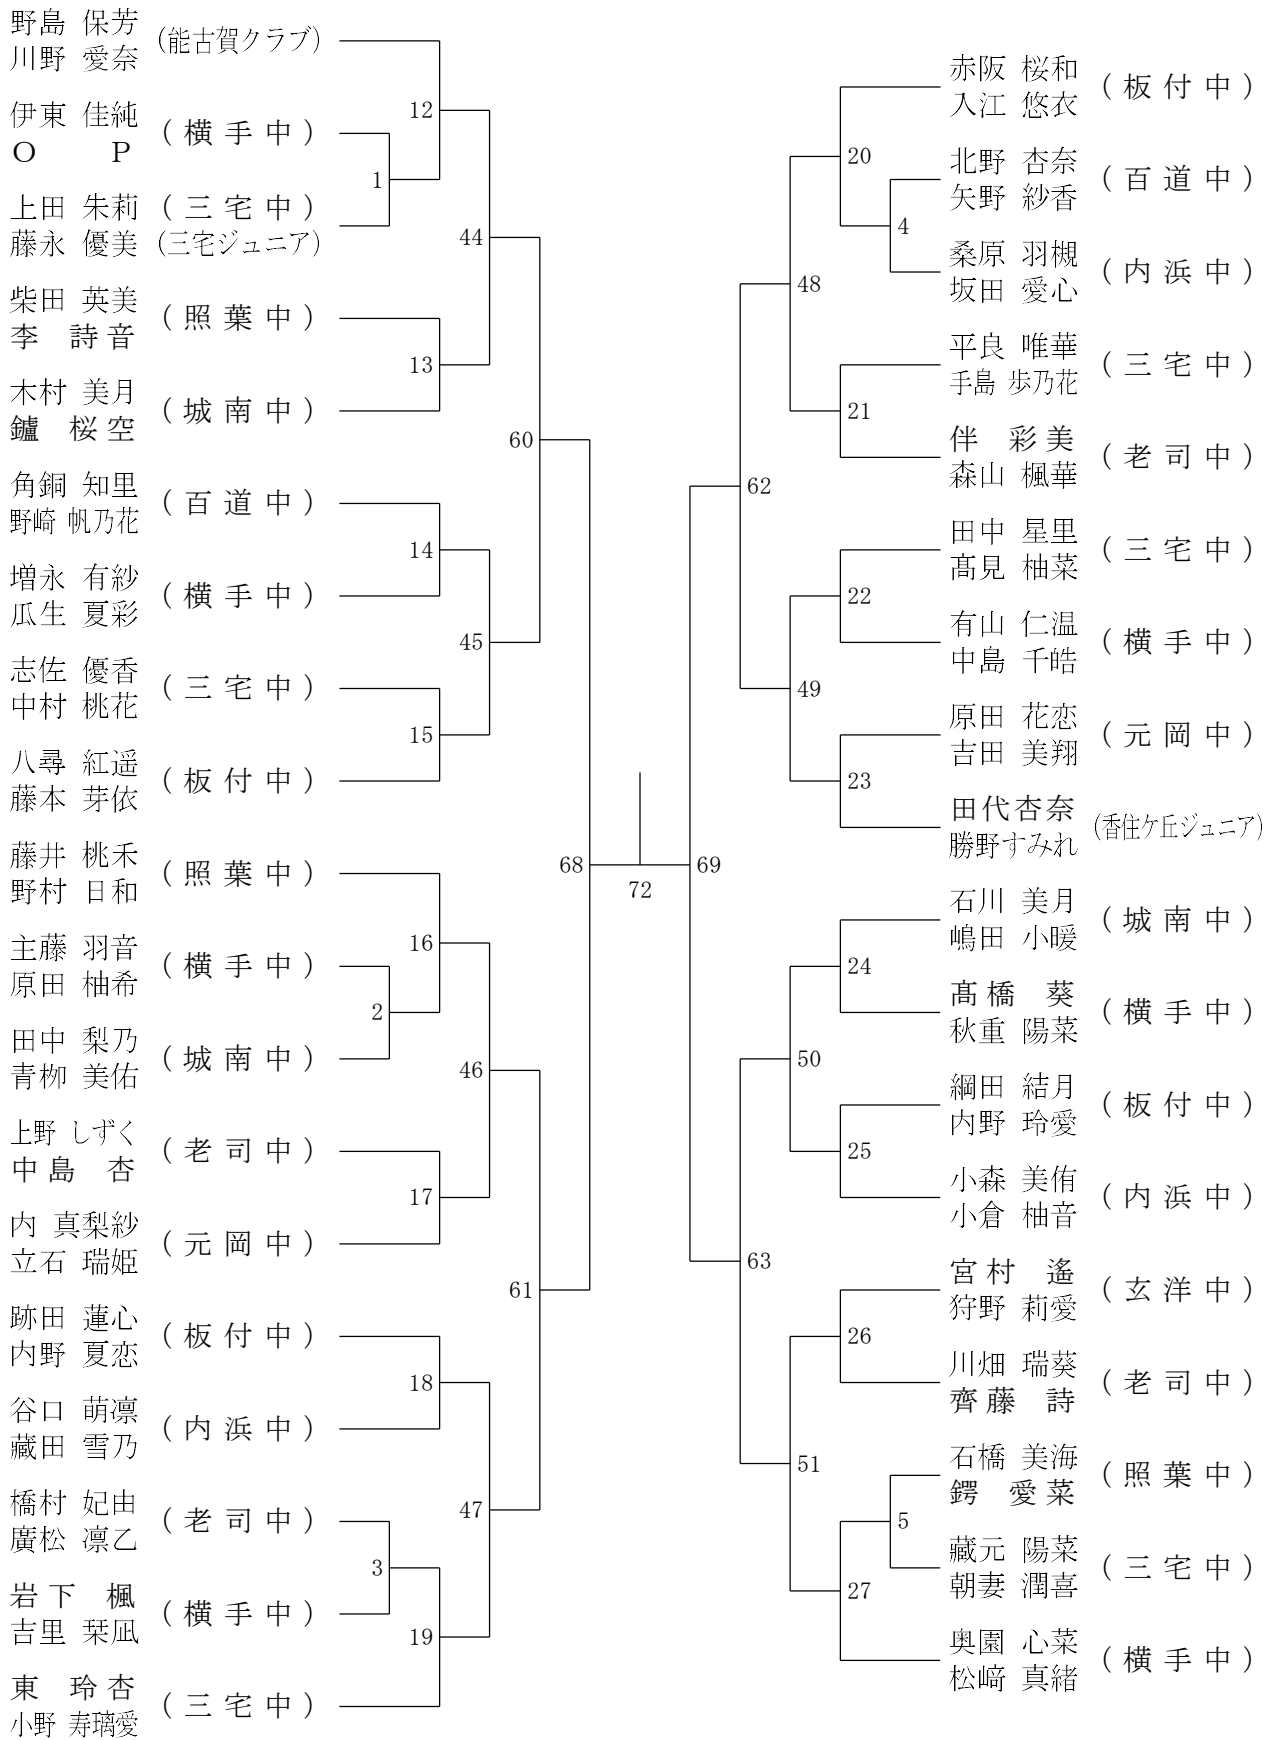 野島 保芳 (能古賀クラブ)
川野 愛奈
伊東 佳純 (横手中)
O P
上田 朱莉 (三宅中)
藤永 優美 (三宅ジュニア)
柴田 英美 (照葉中)
李 詩音
木村 美月 (城南中)
鑪 桜空
角銅 知里 (百道中)
野崎 帆乃花
増永 有紗 (横手中)
瓜生 夏彩
志佐 優香 (三宅中)
中村 桃花
八尋 紅遥 (板付中)
藤本 芽依
藤井 桃禾 (照葉中)
野村 日和
主藤 羽音 (横手中)
原田 柚希
田中 梨乃 (城南中)
青栁 美佑
上野 しずく (老司中)
中島 杏
内 真梨紗 (元岡中)
立石 瑞姫
跡田 蓮心 (板付中)
内野 夏恋
谷口 萌凛 (内浜中)
藏田 雪乃
橋村 妃由 (老司中)
廣松 凛乙
岩下 楓 (横手中)
吉里 栞凪
東 玲杏 (三宅中)
小野 寿璃愛
12
1
44
13
60
14
45
15
68
16
2
46
17
61
18
47
3
19
72
69
20
4
48
21
62
22
49
23
24
50
25
63
26
51
5
27
赤阪 桜和 (板付中)
入江 悠衣
北野 杏奈 (百道中)
矢野 紗香
桑原 羽槻 (内浜中)
坂田 愛心
平良 唯華 (三宅中)
手島 歩乃花
伴 彩美 (老司中)
森山 楓華
田中 星里 (三宅中)
髙見 柚菜
有山 仁温 (横手中)
中島 千皓
原田 花恋 (元岡中)
吉田 美翔
田代杏奈 (香住ケ丘ジュニア)
勝野すみれ
石川 美月 (城南中)
嶋田 小暖
髙橋 葵 (横手中)
秋重 陽菜
綱田 結月 (板付中)
内野 玲愛
小森 美侑 (内浜中)
小倉 柚音
宮村 遙 (玄洋中)
狩野 莉愛
川畑 瑞葵 (老司中)
齊藤 詩
石橋 美海 (照葉中)
鍔 愛菜
藏元 陽菜 (三宅中)
朝妻 潤喜
奥園 心菜 (横手中)
松﨑 真緒